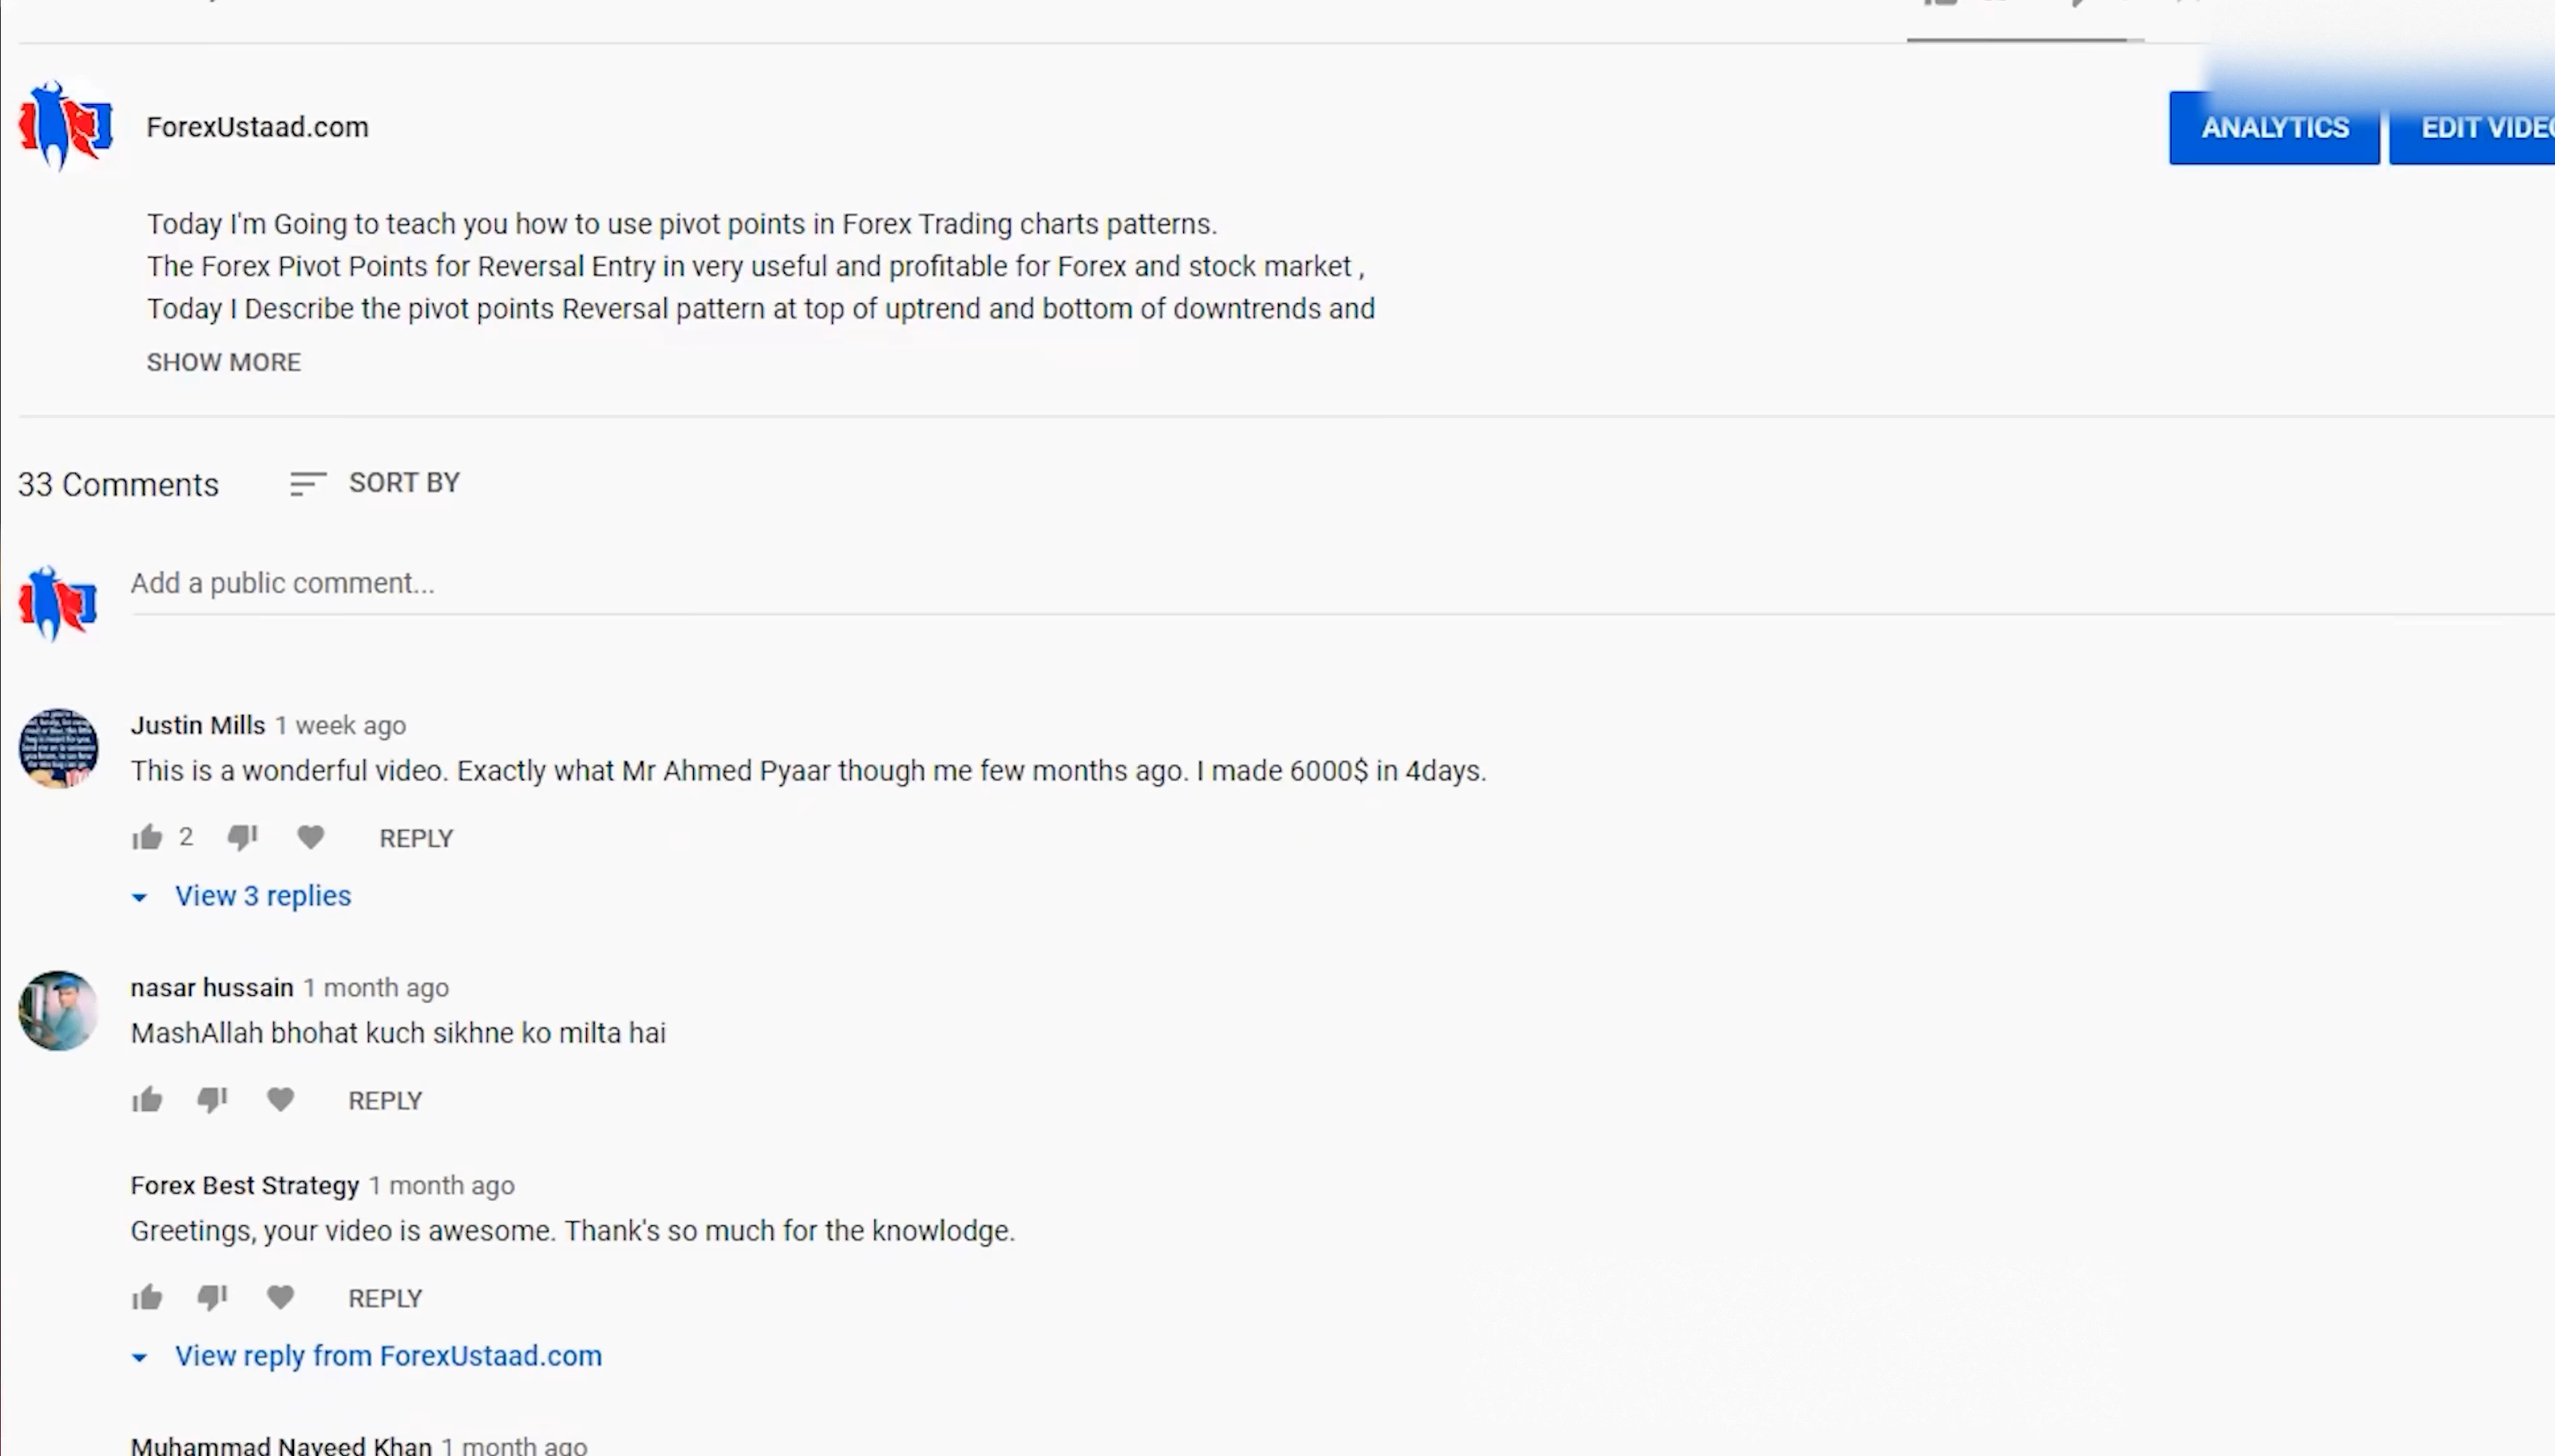 ForexUstaad.com
ANALYTICS
EDIT VIDEO
Today I'm Going to teach you how to use pivot points in Forex Trading charts patterns.
The Forex Pivot Points for Reversal Entry in very useful and profitable for Forex and stock market ,
Today I Describe the pivot points Reversal pattern at top of uptrend and bottom of downtrends and
SHOW MORE
33 Comments
SORT BY
Add a public comment...
Justin Mills 1 week ago
This is a wonderful video. Exactly what Mr Ahmed Pyaar though me few months ago. I made 6000$ in 4days.
2
REPLY
View 3 replies
nasar hussain 1 month ago
MashAllah bhohat kuch sikhne ko milta hai
REPLY
Forex Best Strategy 1 month ago
Greetings, your video is awesome. Thank's so much for the knowlodge.
REPLY
View reply from ForexUstaad.com
Muhammad Naveed Khan 1 month ago